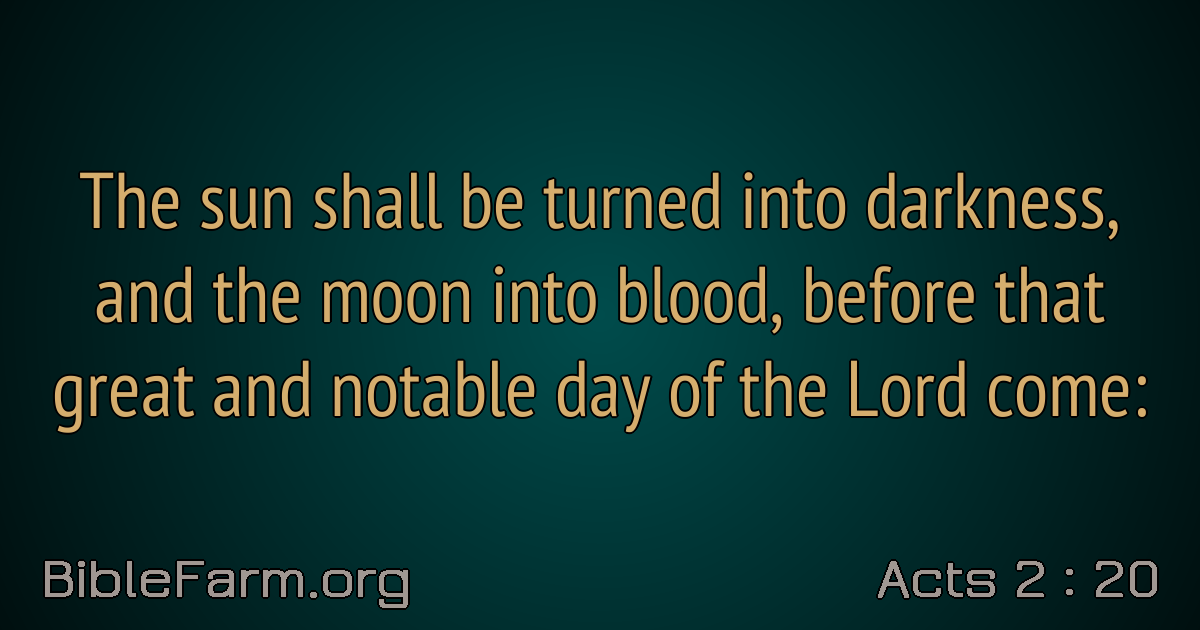 The sun shall be turned into darkness,
and the moon into blood, before that
great and notable day of the Lord come:
BibleFarm.org
Acts 2 : 20